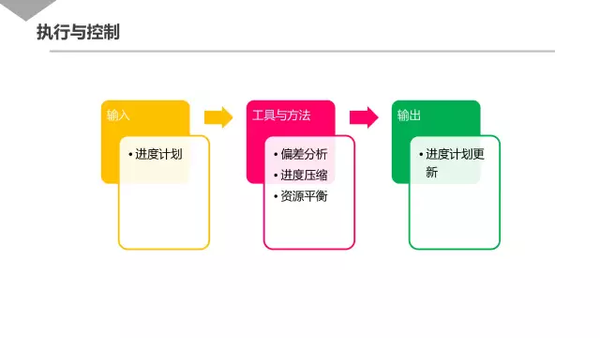 执行与控制
输入
• 进度计划
工具与方法
• 偏差分析
• 进度压缩
• 资源平衡
输出
• 进度计划更
新